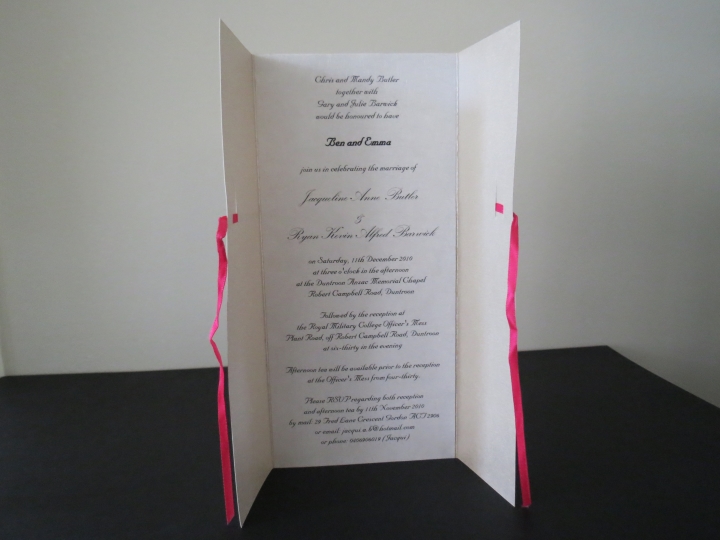 Chris and Mandy Butler
together with
Gary and Julie Barwick
would be honoured to have
Ben and Emma
join us in celebrating the marriage of
Jacqueline Anne Butler
&
Ryan Kevin Alfred Barwick
on Saturday, 11th December 2010
at three o'clock in the afternoon
at the Duntroon Anzac Memorial Chapel
Robert Campbell Road, Duntroon
Followed by the reception at
the Royal Military College Officer's Mess
Plant Road, off Robert Campbell Road, Duntroon
at six-thirty in the evening
Afternoon tea will be available prior to the reception
at the Officer's Mess from four-thirty.
Please RSVP regarding both reception
and afternoon tea by 11th November 2010
by mail: 29 Lane Crescent Gordon ACT 2906
or email: @hotmail.com
or phone: (Jacqui)